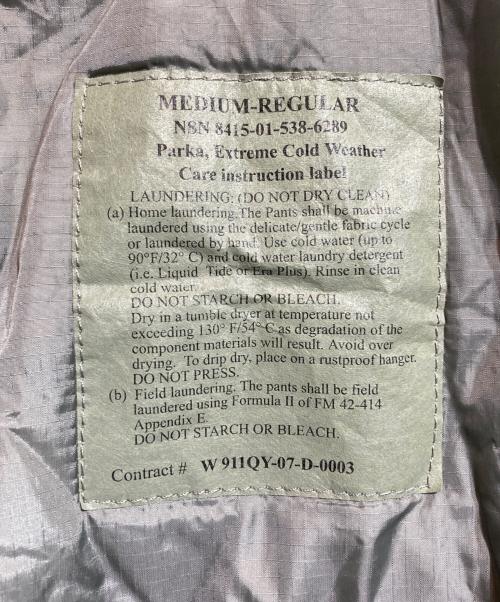 MEDIUM-REGULAR
NSN 8415-01-538-6289
Parka, Extreme Cold Weather
Care instruction label
LAUNDERING: (DO NOT DRY CLEAN)
(a) Home laundering. The Pants shall be machine
laundered using the delicate/gentle fabric cycle
or laundered by hand. Use cold water (up to
90°F/32° C) and cold water laundry detergent
(i.e. Liquid Tide or Era Plus). Rinse in clean
cold water.
DO NOT STARCH OR BLEACH.
Dry in a tumble dryer at temperature not
exceeding 130° F/54° C as degradation of the
component materials will result. Avoid over
drying. To drip dry, place on a rustproof hanger.
DO NOT PRESS.
(b) Field laundering. The pants shall be field
laundered using Formula II of FM 42-414
Appendix E.
DO NOT STARCH OR BLEACH.
Contract # W911QY-07-D-0003